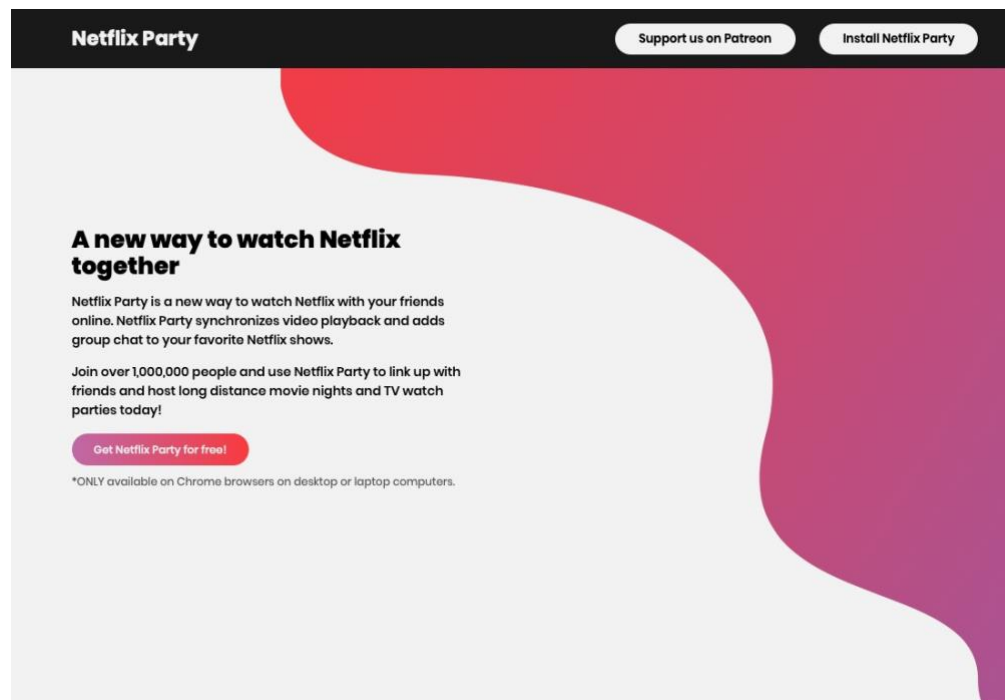 Netflix Party
Support us on Patreon
Install Netflix Party
A new way to watch Netflix
together
Netflix Party is a new way to watch Netflix with your friends
online. Netflix Party synchronizes video playback and adds
group chat to your favorite Netflix shows.
Join over 1,000,000 people and use Netflix Party to link up with
friends and host long distance movie nights and TV watch
parties today!
Get Netflix Party for free!
*ONLY available on Chrome browsers on desktop or laptop computers.